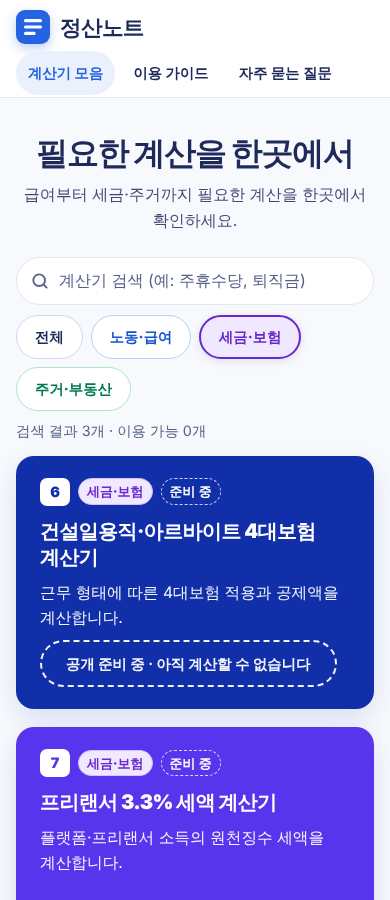 정산노트
계산기 모음 이용 가이드 자주 묻는 질문
필요한 계산을 한곳에서
급여부터 세금·주거까지 필요한 계산을 한곳에서
확인하세요.
계산기 검색 (예: 주휴수당, 퇴직금)
전체 노동·급여 세금·보험
주거·부동산
검색 결과 3개 · 이용 가능 0개
6 세금·보험 준비 중
건설일용직·아르바이트 4대보험
계산기
근무 형태에 따른 4대보험 적용과 공제액을
계산합니다.
공개 준비 중 · 아직 계산할 수 없습니다
7 세금·보험 준비 중
프리랜서 3.3% 세액 계산기
플랫폼·프리랜서 소득의 원천징수 세액을
계산합니다.